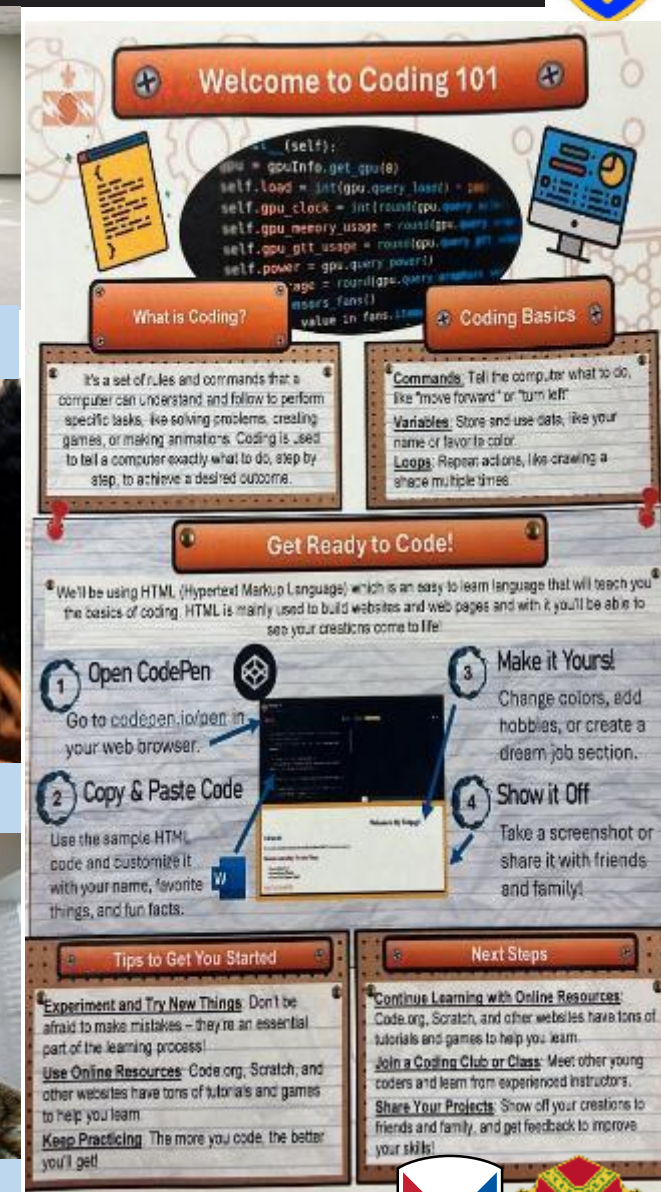 Welcome to Coding 101
(self):
gpu = gpuInfo.get_gpu(0)
self.load = int(gpu.query_load() *
self.gpu_clock = int(round(gpu.query
self.gpu_memory_usage = round(gpu.query
self.gpu_gtt_usage = round(gpu.query
self.power = gpu.query_power()
= round(gpu.query
fans()
value in fans.
What is Coding?
It's a set of rules and commands that a
computer can understand and follow to perform
specific tasks, like solving problems, creating
games, or making animations. Coding is used
to tell a computer exactly what to do, step by
step, to achieve a desired outcome.
Coding Basics
Commands: Tell the computer what to do,
like "move forward" or "turn left"
Variables: Store and use data, like your
name or favorite color.
Loops: Repeat actions, like drawing a
shape multiple times.
Get Ready to Code!
We'll be using HTML (Hypertext Markup Language) which is an easy to learn language that will teach you
the basics of coding. HTML is mainly used to build websites and web pages and with it you'll be able to
see your creations come to life!
1 Open CodePen
Go to codepen.io/pen in
your web browser.
2 Copy & Paste Code
Use the sample HTML
code and customize it
with your name, favorite
things, and fun facts.
W
3 Make it Yours!
Change colors, add
hobbies, or create a
dream job section.
4 Show it Off
Take a screenshot or
share it with friends
and family!
Tips to Get You Started
Experiment and Try New Things: Don't be
afraid to make mistakes – they're an essential
part of the learning process!
Use Online Resources: Code.org, Scratch, and
other websites have tons of tutorials and games
to help you learn.
Keep Practicing: The more you code, the better
you'll get!
Next Steps
Continue Learning with Online Resources:
Code.org, Scratch, and other websites have tons of
tutorials and games to help you learn.
Join a Coding Club or Class: Meet other young
coders and learn from experienced instructors.
Share Your Projects: Show off your creations to
friends and family, and get feedback to improve
your skills!